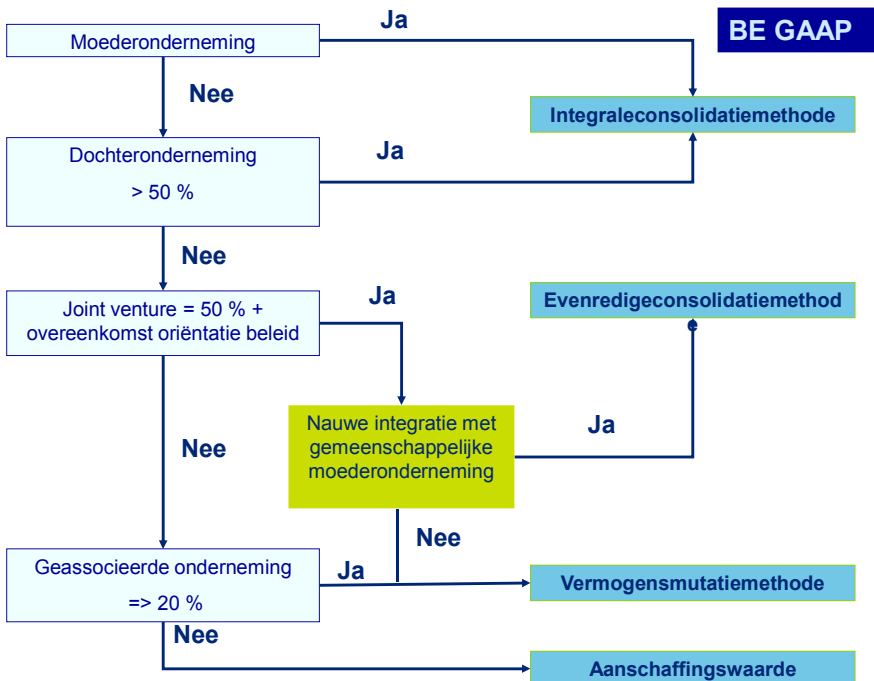 Ja
BE GAAP
Moederonderneming
Nee
Integraleconsolidatiemethode
Dochteronderneming
> 50 %
Ja
Nee
Joint venture = 50 % +
overeenkomst oriëntatie beleid
Ja
Evenredigeconsolidatiemethod
e
Nauwe integratie met
gemeenschappelijke
moederonderneming
Ja
Nee
Nee
Geassocieerde onderneming
=> 20 %
Ja
Vermogensmutatiemethode
Nee
Aanschaffingswaarde